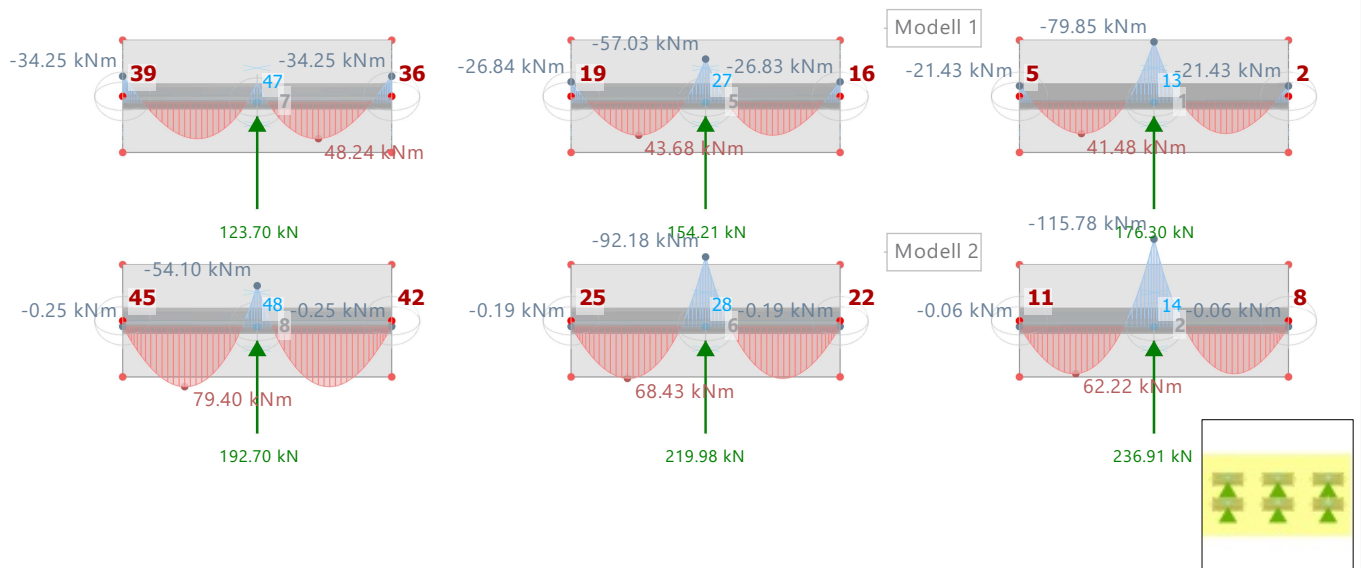 Modell 1
-34.25 kNm
39
47
7
-34.25 kNm
36
48.24 kNm
123.70 kN
-57.03 kNm
-26.84 kNm
19
27
5
-26.83 kNm
16
43.68 kNm
154.21 kN
-79.85 kNm
-21.43 kNm
5
13
1
-21.43 kNm
2
41.48 kNm
176.30 kN
Modell 2
-54.10 kNm
-0.25 kNm
45
48
8
-0.25 kNm
42
79.40 kNm
192.70 kN
-92.18 kNm
-0.19 kNm
25
28
6
-0.19 kNm
22
68.43 kNm
219.98 kN
-115.78 kNm
-0.06 kNm
11
14
2
-0.06 kNm
8
62.22 kNm
236.91 kN